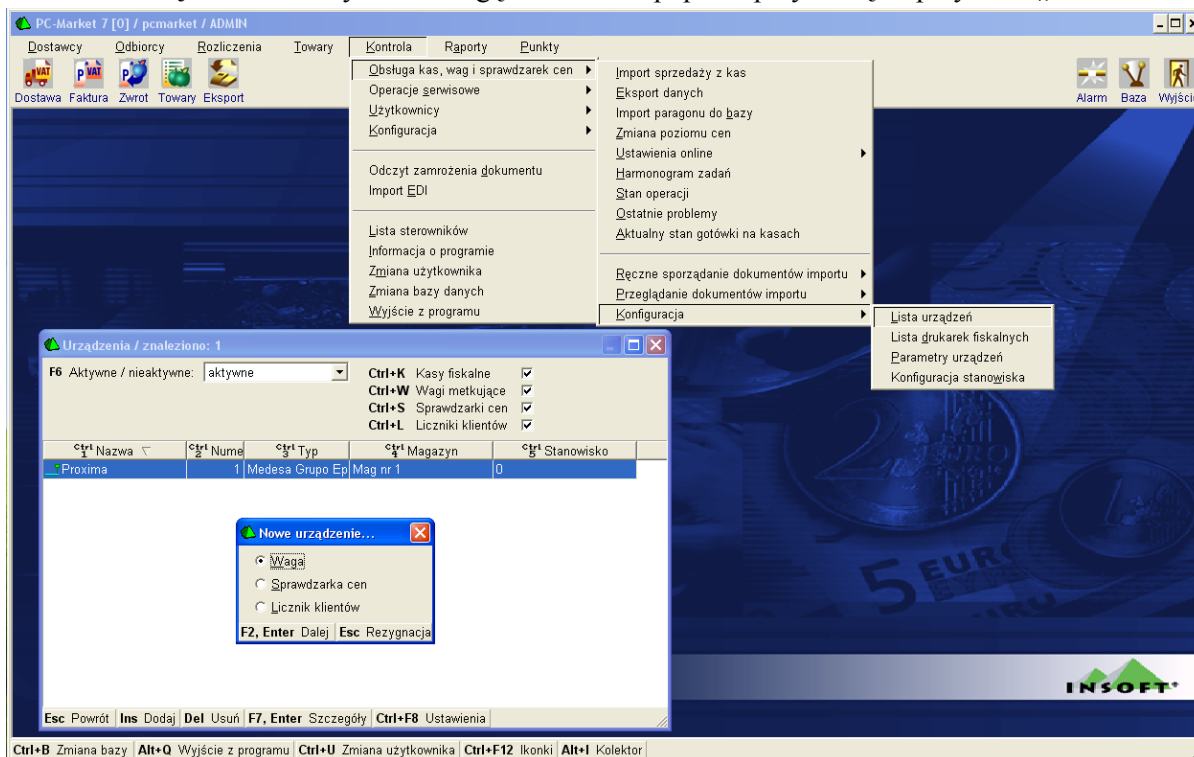 PC-Market 7 [0] / pcmarket / ADMIN
Dostawcy Odbiorcy Rozliczenia Towary Kontrola Raporty Punkty
VAT PVAT PVZ
Dostawa Faktura Zwrot Towary Eksport
Alarm Baza Wyjści
Obsługa kas, wag i sprawdzarek cen
Operacje serwisowe
Użytkownicy
Konfiguracja
Odczyt zamrożenia dokumentu
Import EDI
Lista sterowników
Informacja o programie
Zmiana użytkownika
Zmiana bazy danych
Wyjście z programu
Import sprzedaży z kas
Eksport danych
Import paragonu do bazy
Zmiana poziomu cen
Ustawienia online
Harmonogram zadań
Stan operacji
Ostatnie problemy
Aktualny stan gotówki na kasach
Ręczne sporządanie dokumentów importu
Przeglądanie dokumentów importu
Konfiguracja
Lista urządzeń
Lista drukarek fiskalnych
Parametry urządzeń
Konfiguracja stanowiska
Urządzenia / znaleziono: 1
F6 Aktywne / nieaktywne: aktywne
Ctrl+K Kasy fiskalne
Ctrl+W Wagi metkujące
Ctrl+S Sprawdzarki cen
Ctrl+L Liczniki klientów
Ctrl 1 Nazwa Ctrl 2 Nume Ctrl 3 Typ Ctrl 4 Magazyn Ctrl 5 Stanowisko
Proxima 1 Medesa Grupo Ep Mag nr 1 0
Nowe urządzenie...
Waga
Sprawdzarka cen
Licznik klientów
F2, Enter Dalej Esc Rezygnacja
Esc Powrót Ins Dodaj Del Usuń F7, Enter Szczegóły Ctrl+F8 Ustawienia
5 EURO
INSOFT
Ctrl+B Zmiana bazy Alt+Q Wyjście z programu Ctrl+U Zmiana użytkownika Ctrl+F12 Ikonki Alt+I Kolektor